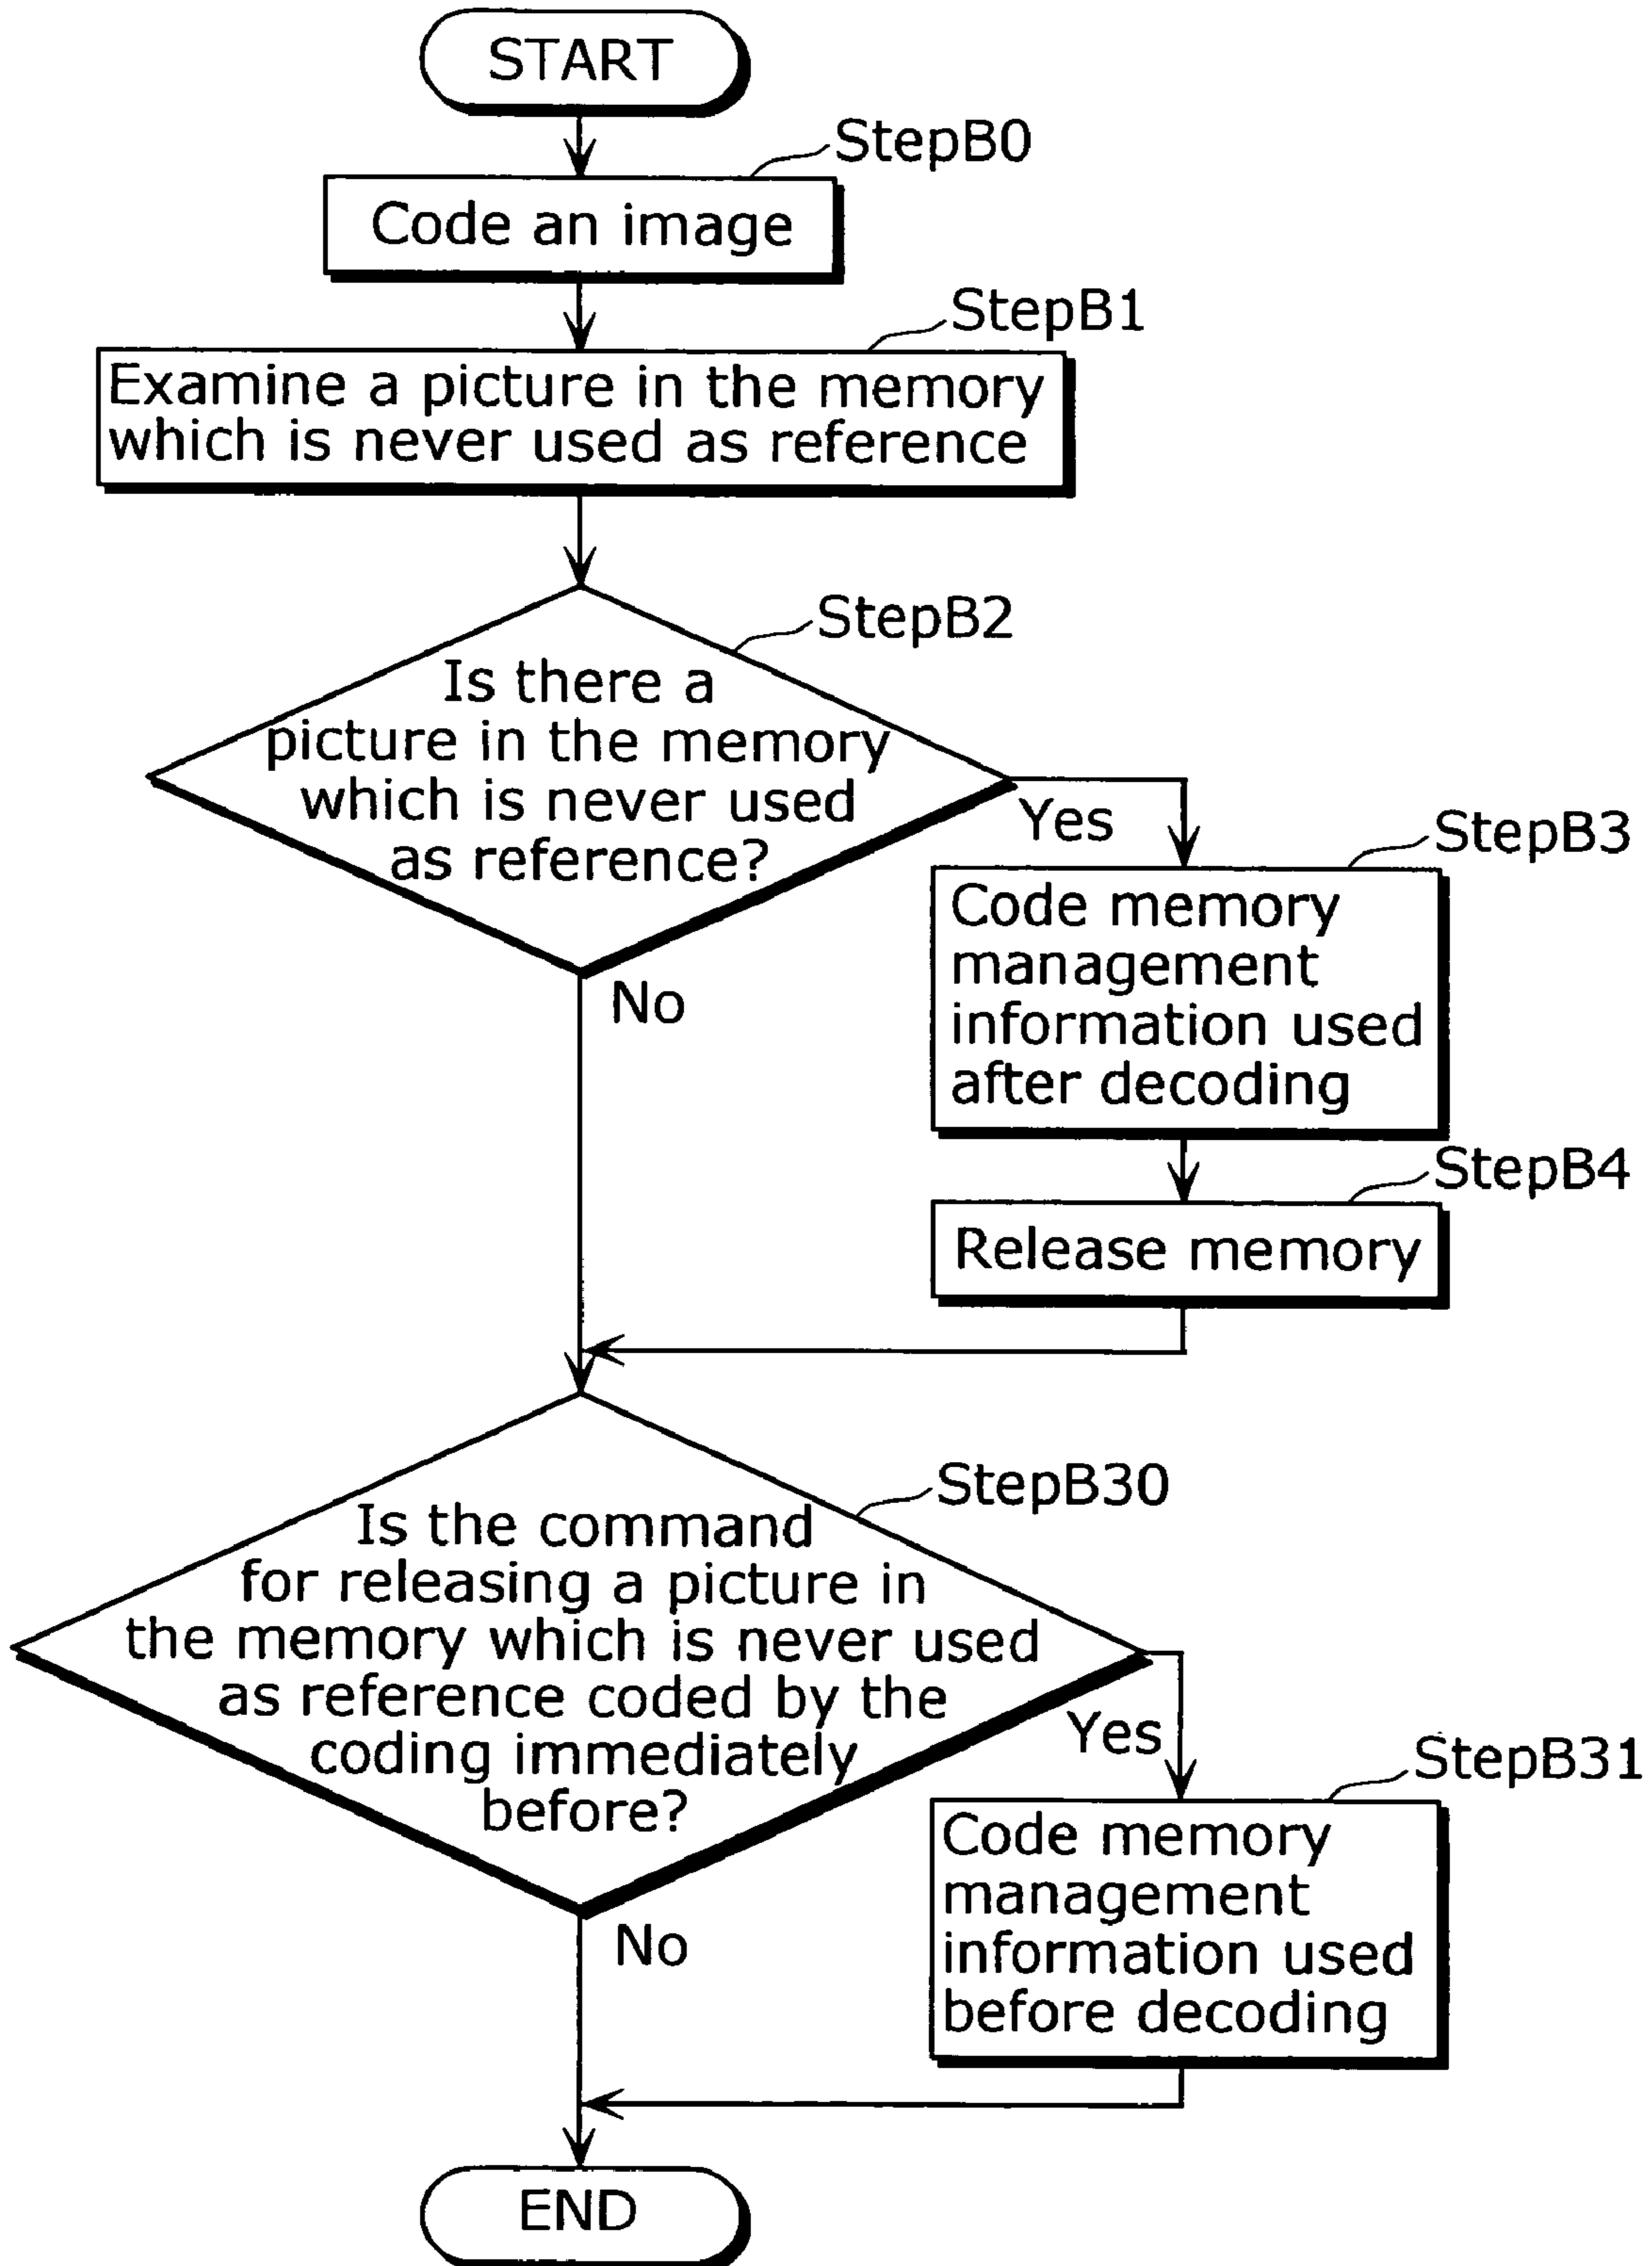 START
StepB0
Code an image
StepB1
Examine a picture in the memory
which is never used as reference
StepB2
Is there a
picture in the memory
which is never used
as reference?
Yes
No
StepB3
Code memory
management
information used
after decoding
StepB4
Release memory
StepB30
Is the command
for releasing a picture in
the memory which is never used
as reference coded by the
coding immediately
before?
Yes
No
StepB31
Code memory
management
information used
before decoding
END